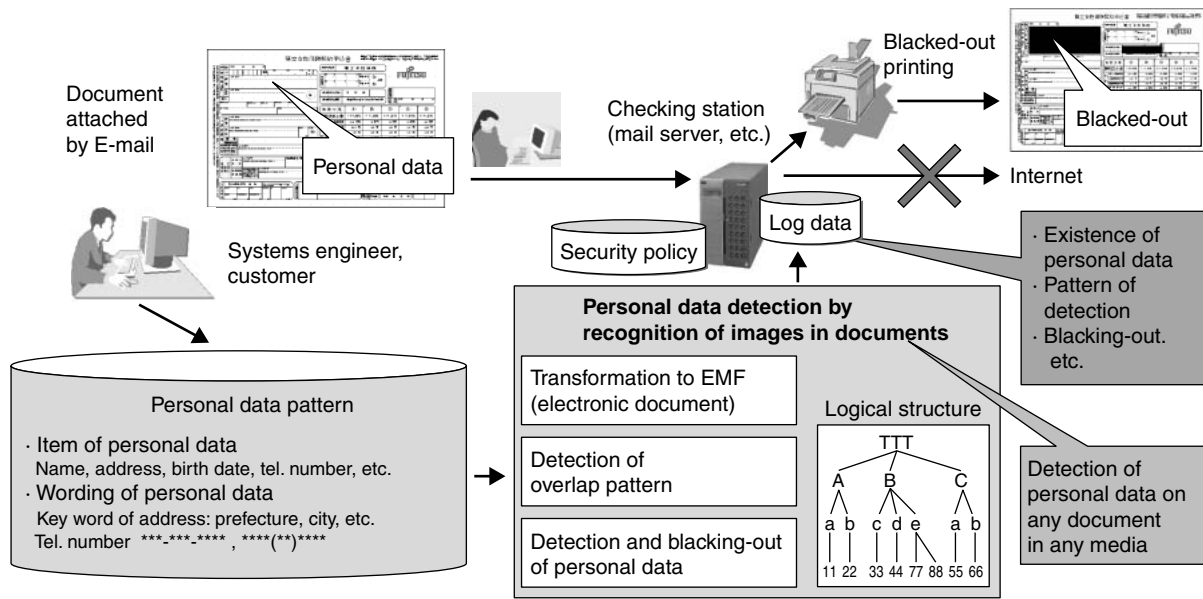 Document
attached
by E-mail
Personal data
Systems engineer,
customer
Checking station
(mail server, etc.)
Security policy
Log data
Blacked-out
printing
FUJITSU
Blacked-out
Internet
· Existence of
personal data
· Pattern of
detection
· Blacking-out.
etc.
Personal data pattern
· Item of personal data
Name, address, birth date, tel. number, etc.
· Wording of personal data
Key word of address: prefecture, city, etc.
Tel. number ***-***-**** , ****(**)****
Personal data detection by
recognition of images in documents
Transformation to EMF
(electronic document)
Detection of
overlap pattern
Detection and blacking-out
of personal data
Logical structure
TTT
A B C
a b c d e a b
11 22 33 44 77 88 55 66
Detection of
personal data on
any document
in any media